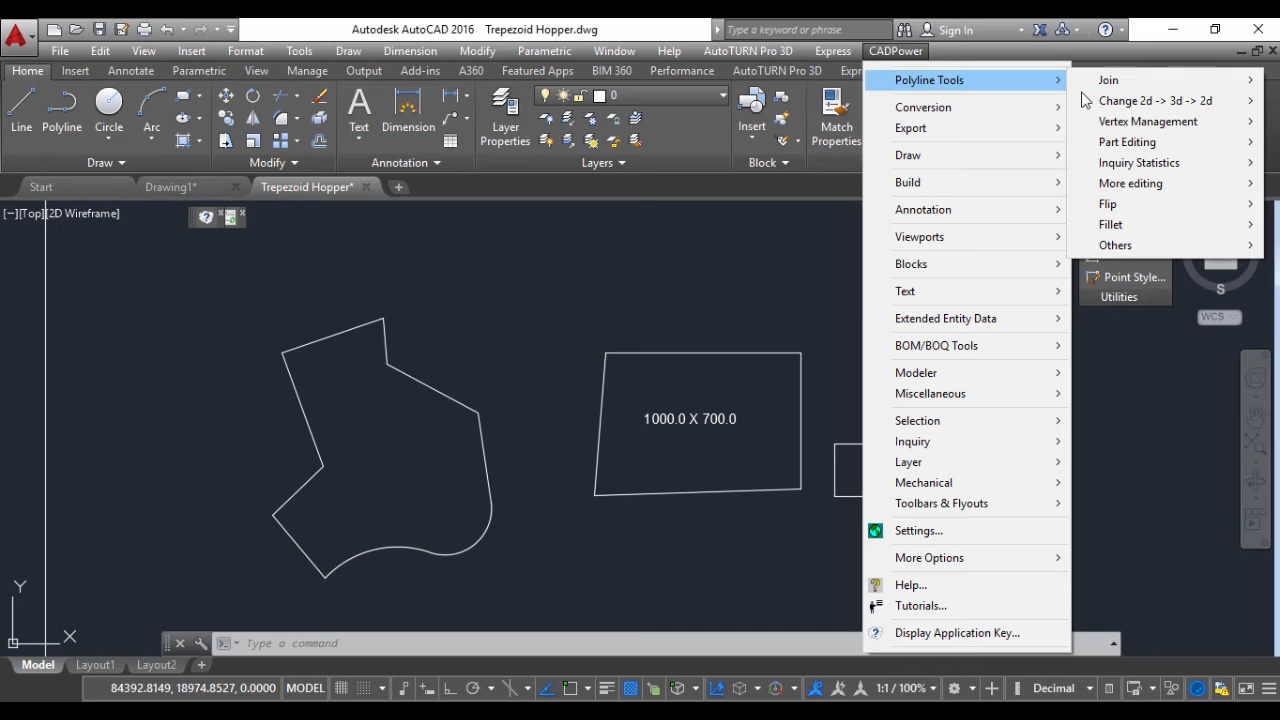 Autodesk AutoCAD 2016 Trepezoid Hopper.dwg
Type a keyword or phrase
Sign In
File Edit View Insert Format Tools Draw Dimension Modify Parametric Window Help AutoTURN Pro 3D Express CADPower
Home Insert Annotate Parametric View Manage Output Add-ins A360 Featured Apps BIM 360 Performance AutoTURN Pro 3D
Line Polyline Circle Arc
Text Dimension
Layer Properties
0
Insert
Match Properties
Draw Modify Annotation Layers Block
Start Drawing1* Trepezoid Hopper*
[−][Top][2D Wireframe]
1000.0 X 700.0
Polyline Tools
Conversion
Export
Draw
Build
Annotation
Viewports
Blocks
Text
Extended Entity Data
BOM/BOQ Tools
Modeler
Miscellaneous
Selection
Inquiry
Layer
Mechanical
Toolbars & Flyouts
Settings...
More Options
Help...
Tutorials...
Display Application Key...
Join
Change 2d -> 3d -> 2d
Vertex Management
Part Editing
Inquiry Statistics
More editing
Flip
Fillet
Others
Point Style...
Utilities
S
WCS
Y
X
Type a command
Model Layout1 Layout2
84392.8149, 18974.8527, 0.0000 MODEL 1:1 / 100% Decimal